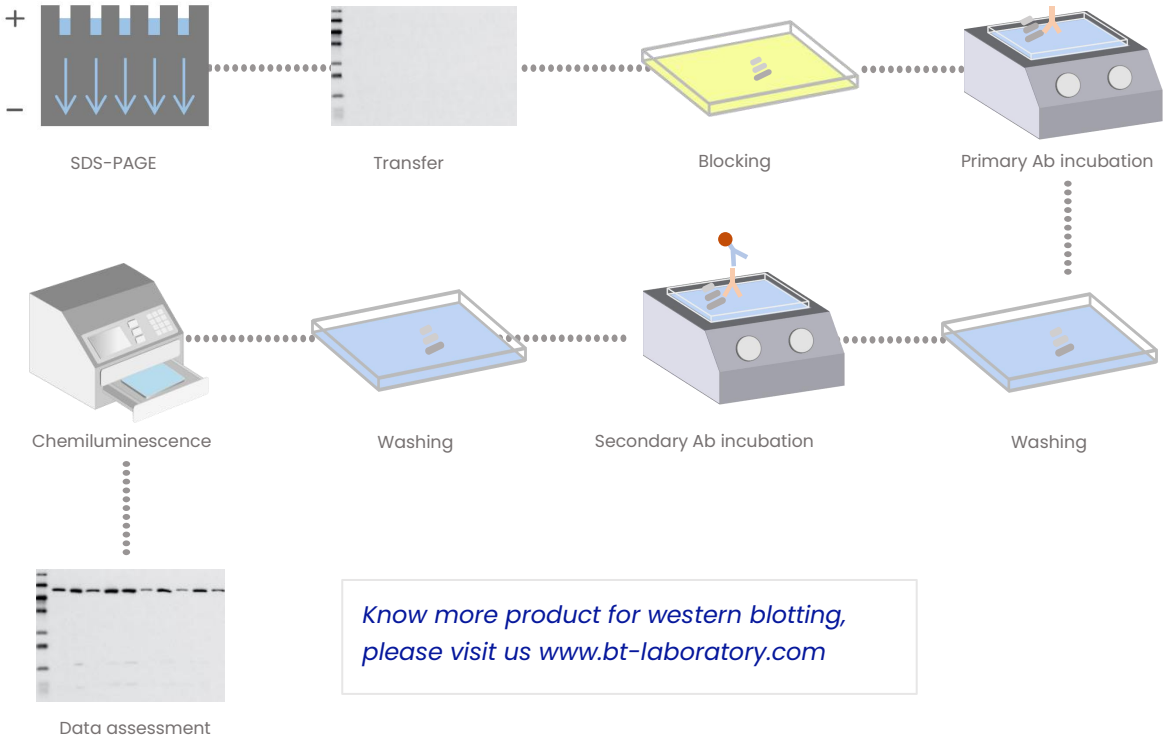 +
−
SDS-PAGE
Transfer
Blocking
Primary Ab incubation
Chemiluminescence
Washing
Secondary Ab incubation
Washing
Know more product for western blotting,
please visit us www.bt-laboratory.com
Data assessment